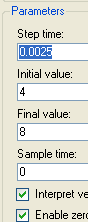 Parameters
Step time:
0.0025
Initial value:
4
Final value:
8
Sample time:
0
Interpret ve
Enable zero